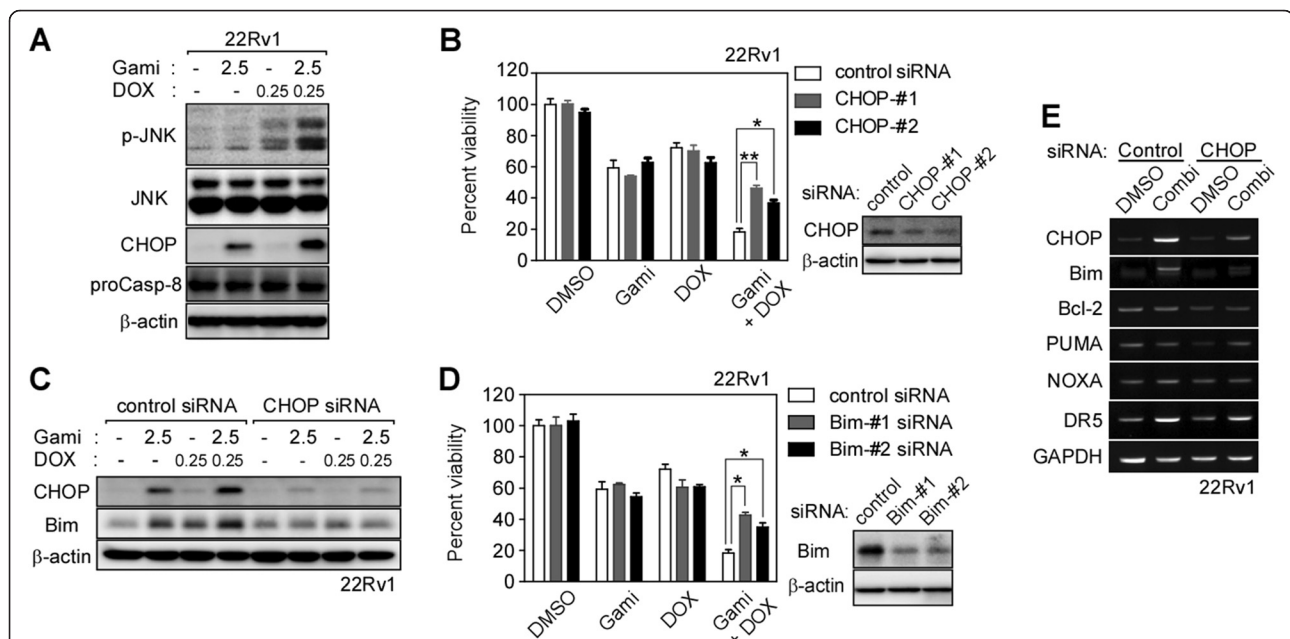 A
22Rv1
Gami : - 2.5 - 2.5
DOX : - - 0.25 0.25
p-JNK
JNK
CHOP
proCasp-8
β-actin
B
22Rv1
120
100
80
60
40
20
0
Percent viability
DMSO
Gami
DOX
Gami
+ DOX
**
*
control siRNA
CHOP-#1
CHOP-#2
siRNA:
control
CHOP-#1
CHOP-#2
CHOP
β-actin
C
control siRNA CHOP siRNA
Gami : - 2.5 - 2.5 - 2.5 - 2.5
DOX : - - 0.25 0.25 - - 0.25 0.25
CHOP
Bim
β-actin
22Rv1
D
22Rv1
120
100
80
60
40
20
0
Percent viability
DMSO
Gami
DOX
Gami
+ DOX
*
*
control siRNA
Bim-#1 siRNA
Bim-#2 siRNA
siRNA:
control
Bim-#1
Bim-#2
Bim
β-actin
E
siRNA: Control CHOP
DMSO Combi DMSO Combi
CHOP
Bim
Bcl-2
PUMA
NOXA
DR5
GAPDH
22Rv1